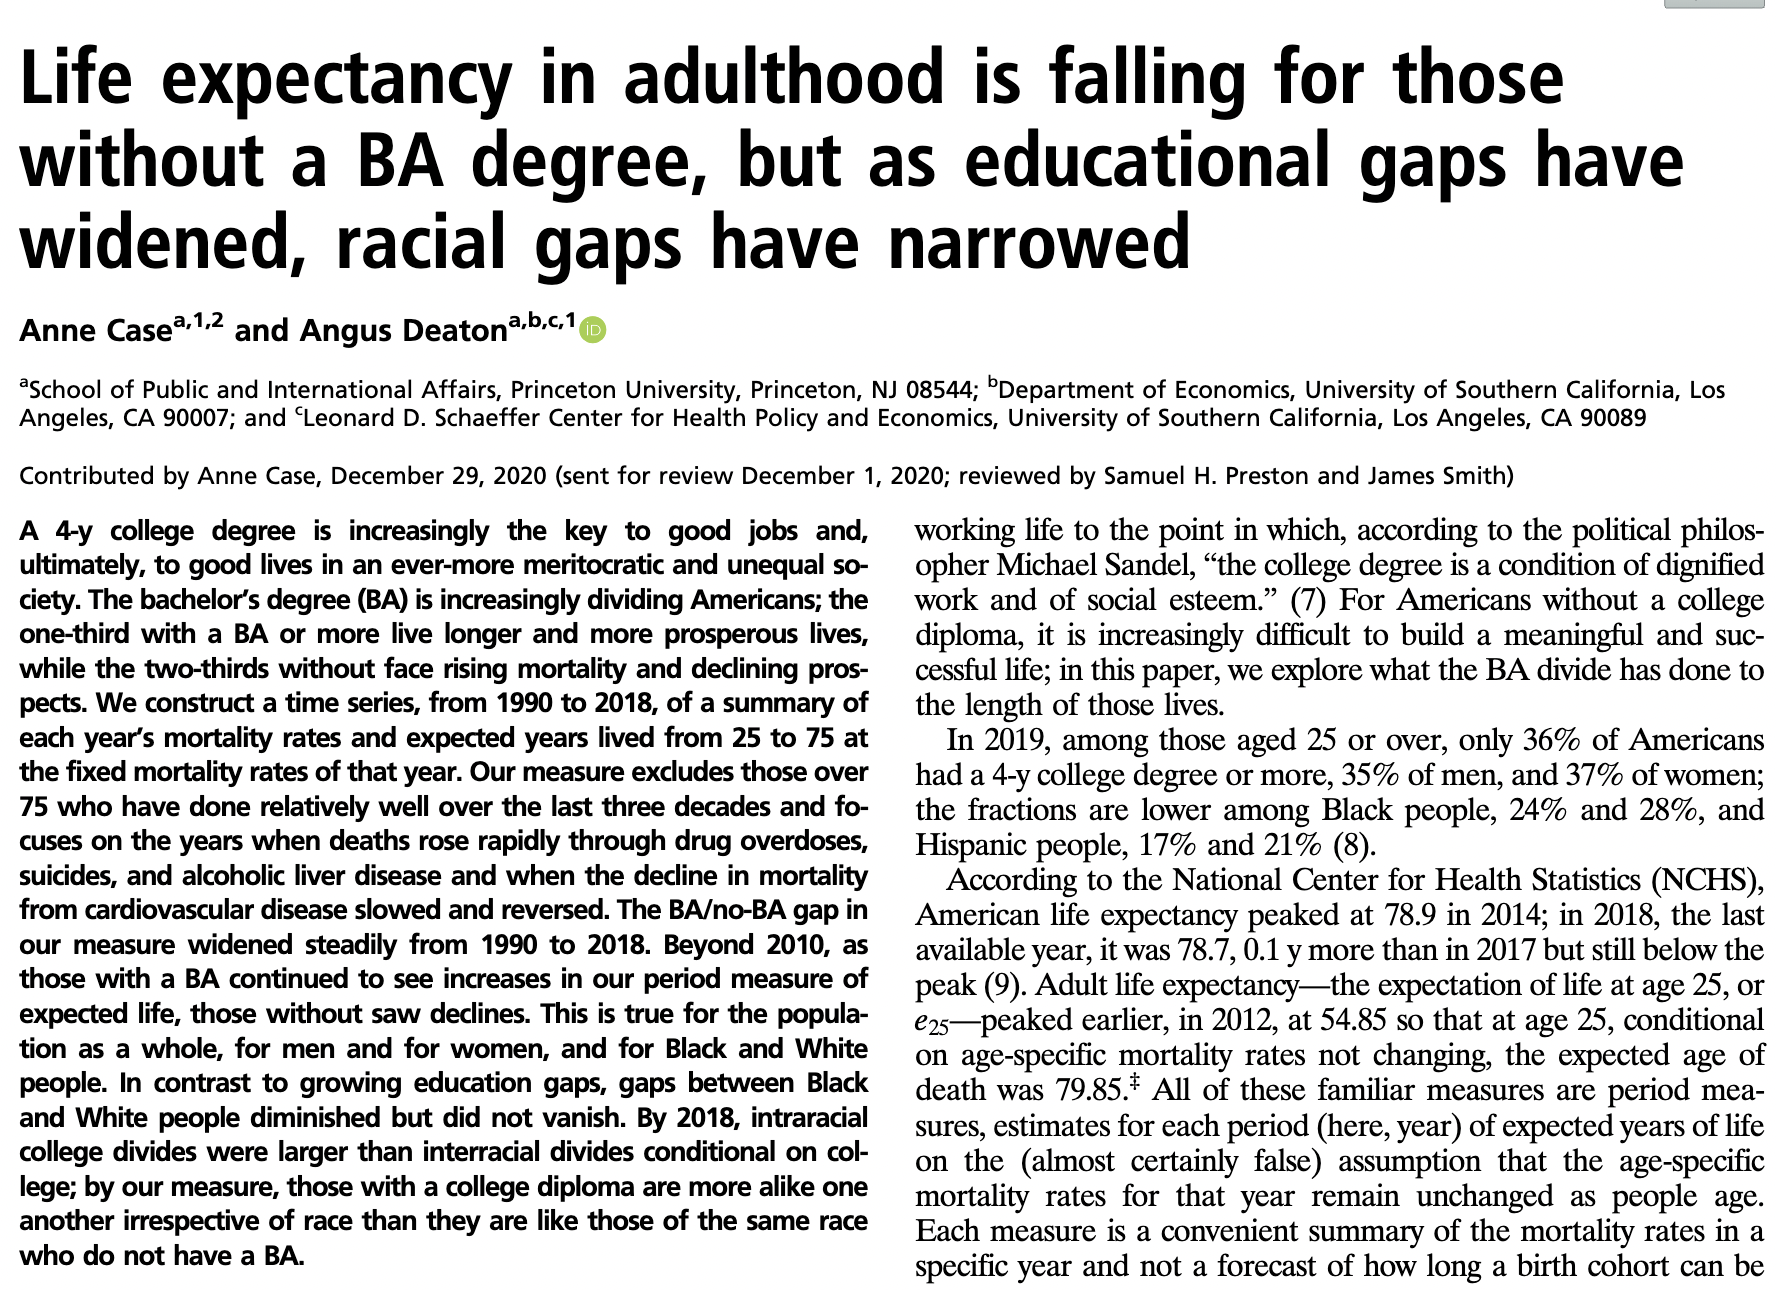 Life expectancy in adulthood is falling for those
without a BA degree, but as educational gaps have
widened, racial gaps have narrowed
Anne Casea,1,2 and Angus Deatona,b,c,1 iD
aSchool of Public and International Affairs, Princeton University, Princeton, NJ 08544; bDepartment of Economics, University of Southern California, Los
Angeles, CA 90007; and cLeonard D. Schaeffer Center for Health Policy and Economics, University of Southern California, Los Angeles, CA 90089
Contributed by Anne Case, December 29, 2020 (sent for review December 1, 2020; reviewed by Samuel H. Preston and James Smith)
A 4-y college degree is increasingly the key to good jobs and,
ultimately, to good lives in an ever-more meritocratic and unequal so-
ciety. The bachelor's degree (BA) is increasingly dividing Americans; the
one-third with a BA or more live longer and more prosperous lives,
while the two-thirds without face rising mortality and declining pros-
pects. We construct a time series, from 1990 to 2018, of a summary of
each year's mortality rates and expected years lived from 25 to 75 at
the fixed mortality rates of that year. Our measure excludes those over
75 who have done relatively well over the last three decades and fo-
cuses on the years when deaths rose rapidly through drug overdoses,
suicides, and alcoholic liver disease and when the decline in mortality
from cardiovascular disease slowed and reversed. The BA/no-BA gap in
our measure widened steadily from 1990 to 2018. Beyond 2010, as
those with a BA continued to see increases in our period measure of
expected life, those without saw declines. This is true for the popula-
tion as a whole, for men and for women, and for Black and White
people. In contrast to growing education gaps, gaps between Black
and White people diminished but did not vanish. By 2018, intraracial
college divides were larger than interracial divides conditional on col-
lege; by our measure, those with a college diploma are more alike one
another irrespective of race than they are like those of the same race
who do not have a BA.
working life to the point in which, according to the political philos-
opher Michael Sandel, “the college degree is a condition of dignified
work and of social esteem.” (7) For Americans without a college
diploma, it is increasingly difficult to build a meaningful and suc-
cessful life; in this paper, we explore what the BA divide has done to
the length of those lives.
In 2019, among those aged 25 or over, only 36% of Americans
had a 4-y college degree or more, 35% of men, and 37% of women;
the fractions are lower among Black people, 24% and 28%, and
Hispanic people, 17% and 21% (8).
According to the National Center for Health Statistics (NCHS),
American life expectancy peaked at 78.9 in 2014; in 2018, the last
available year, it was 78.7, 0.1 y more than in 2017 but still below the
peak (9). Adult life expectancy—the expectation of life at age 25, or
e25—peaked earlier, in 2012, at 54.85 so that at age 25, conditional
on age-specific mortality rates not changing, the expected age of
death was 79.85.‡ All of these familiar measures are period mea-
sures, estimates for each period (here, year) of expected years of life
on the (almost certainly false) assumption that the age-specific
mortality rates for that year remain unchanged as people age.
Each measure is a convenient summary of the mortality rates in a
specific year and not a forecast of how long a birth cohort can be